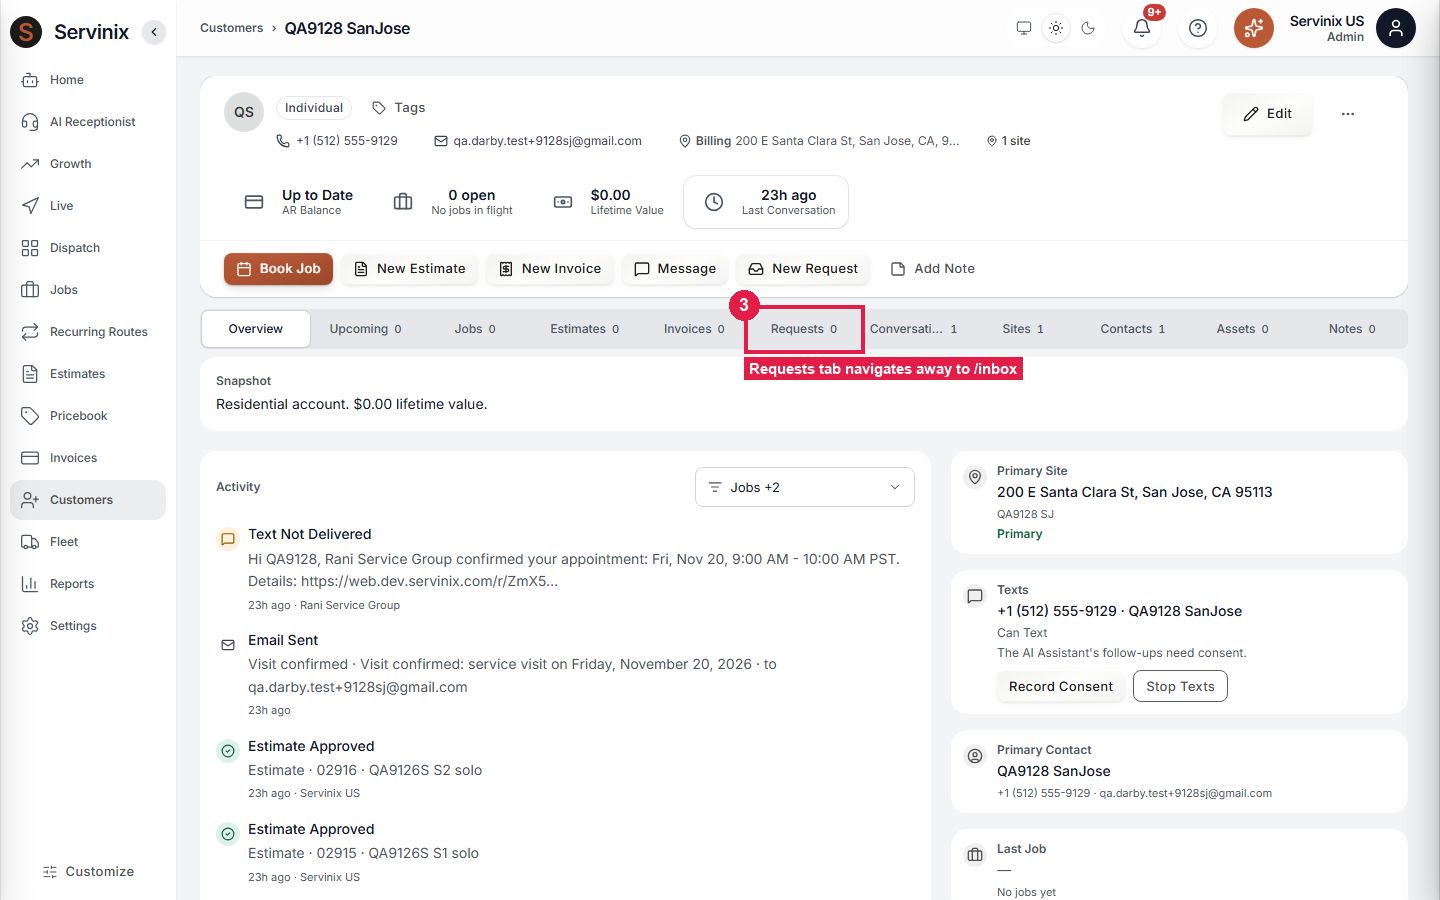 Servinix
Customers › QA9128 SanJose
9+
Servinix US
Admin
Home
AI Receptionist
Growth
Live
Dispatch
Jobs
Recurring Routes
Estimates
Pricebook
Invoices
Customers
Fleet
Reports
Settings
Customize
QS
Individual
Tags
Edit
+1 (512) 555-9129
qa.darby.test+9128sj@gmail.com
Billing 200 E Santa Clara St, San Jose, CA, 9...
1 site
Up to Date
AR Balance
0 open
No jobs in flight
$0.00
Lifetime Value
23h ago
Last Conversation
Book Job
New Estimate
New Invoice
Message
New Request
Add Note
3
Overview
Upcoming 0
Jobs 0
Estimates 0
Invoices 0
Requests 0
Conversati... 1
Sites 1
Contacts 1
Assets 0
Notes 0
Requests tab navigates away to /inbox
Snapshot
Residential account. $0.00 lifetime value.
Activity
Jobs +2
Text Not Delivered
Hi QA9128, Rani Service Group confirmed your appointment: Fri, Nov 20, 9:00 AM - 10:00 AM PST.
Details: https://web.dev.servinix.com/r/ZmX5...
23h ago · Rani Service Group
Email Sent
Visit confirmed · Visit confirmed: service visit on Friday, November 20, 2026 · to
qa.darby.test+9128sj@gmail.com
23h ago
Estimate Approved
Estimate · 02916 · QA9126S S2 solo
23h ago · Servinix US
Estimate Approved
Estimate · 02915 · QA9126S S1 solo
23h ago · Servinix US
Primary Site
200 E Santa Clara St, San Jose, CA 95113
QA9128 SJ
Primary
Texts
+1 (512) 555-9129 · QA9128 SanJose
Can Text
The AI Assistant's follow-ups need consent.
Record Consent
Stop Texts
Primary Contact
QA9128 SanJose
+1 (512) 555-9129 · qa.darby.test+9128sj@gmail.com
Last Job
—
No jobs yet